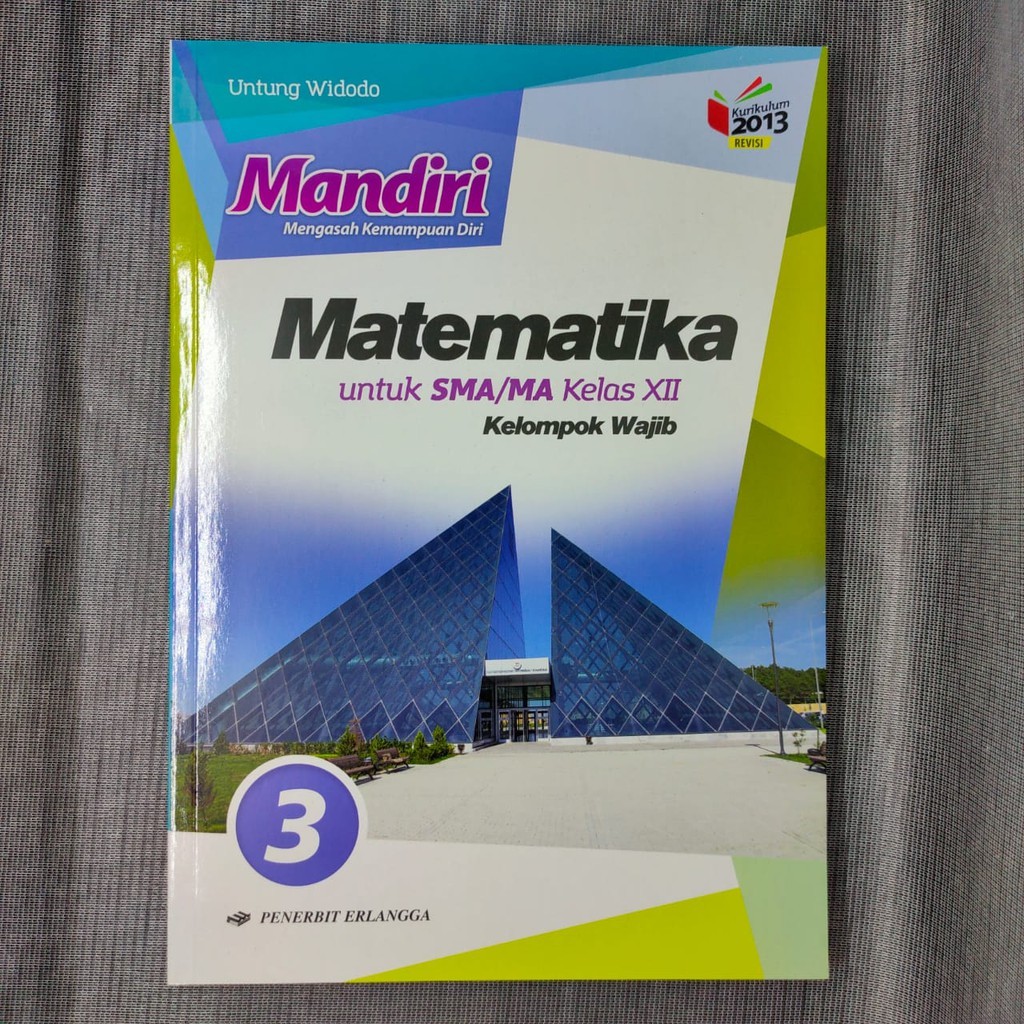 Untung Widodo
Kurikulum
2013
REVISI
Mandiri
Mengasah Kemampuan Diri
Matematika
untuk SMA/MA Kelas XII
Kelompok Wajib
3
PENERBIT ERLANGGA